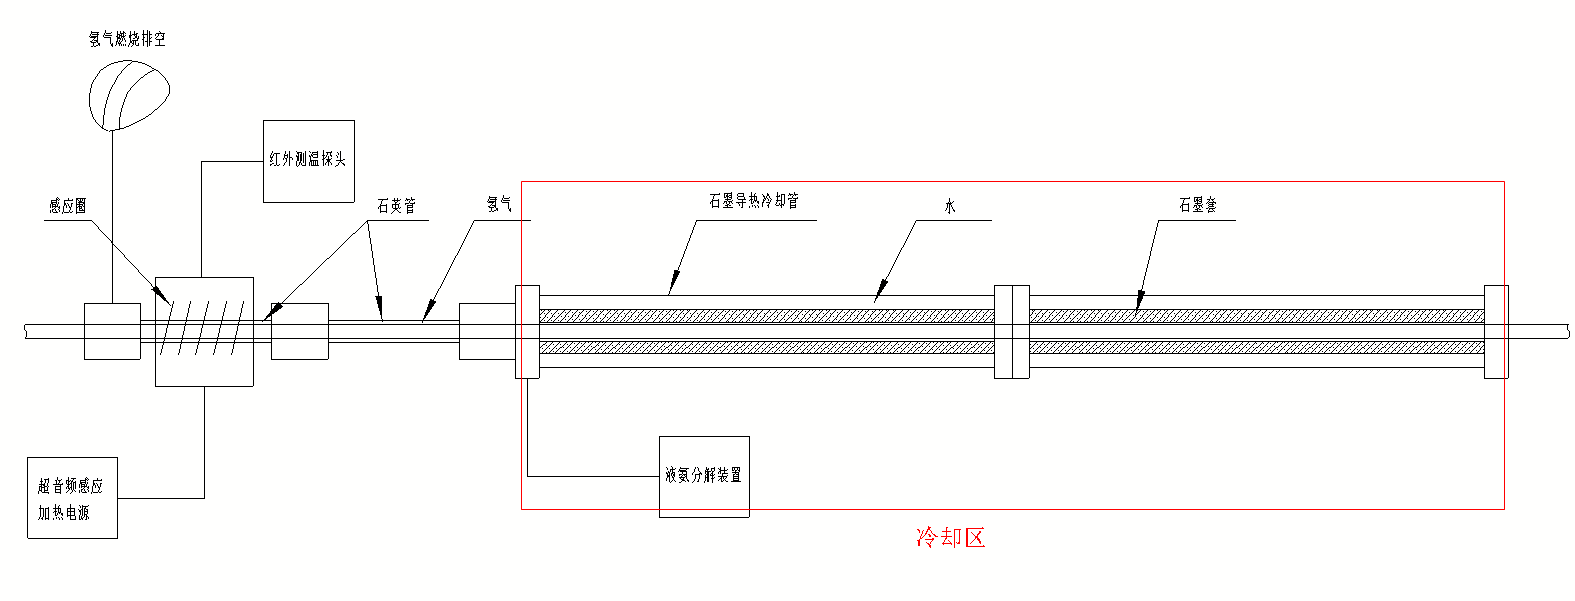 氢气燃烧排空
红外测温探头
感应圈
石英管
氢气
石墨导热冷却管
水
石墨套
液氨分解装置
超音频感应
加热电源
冷却区